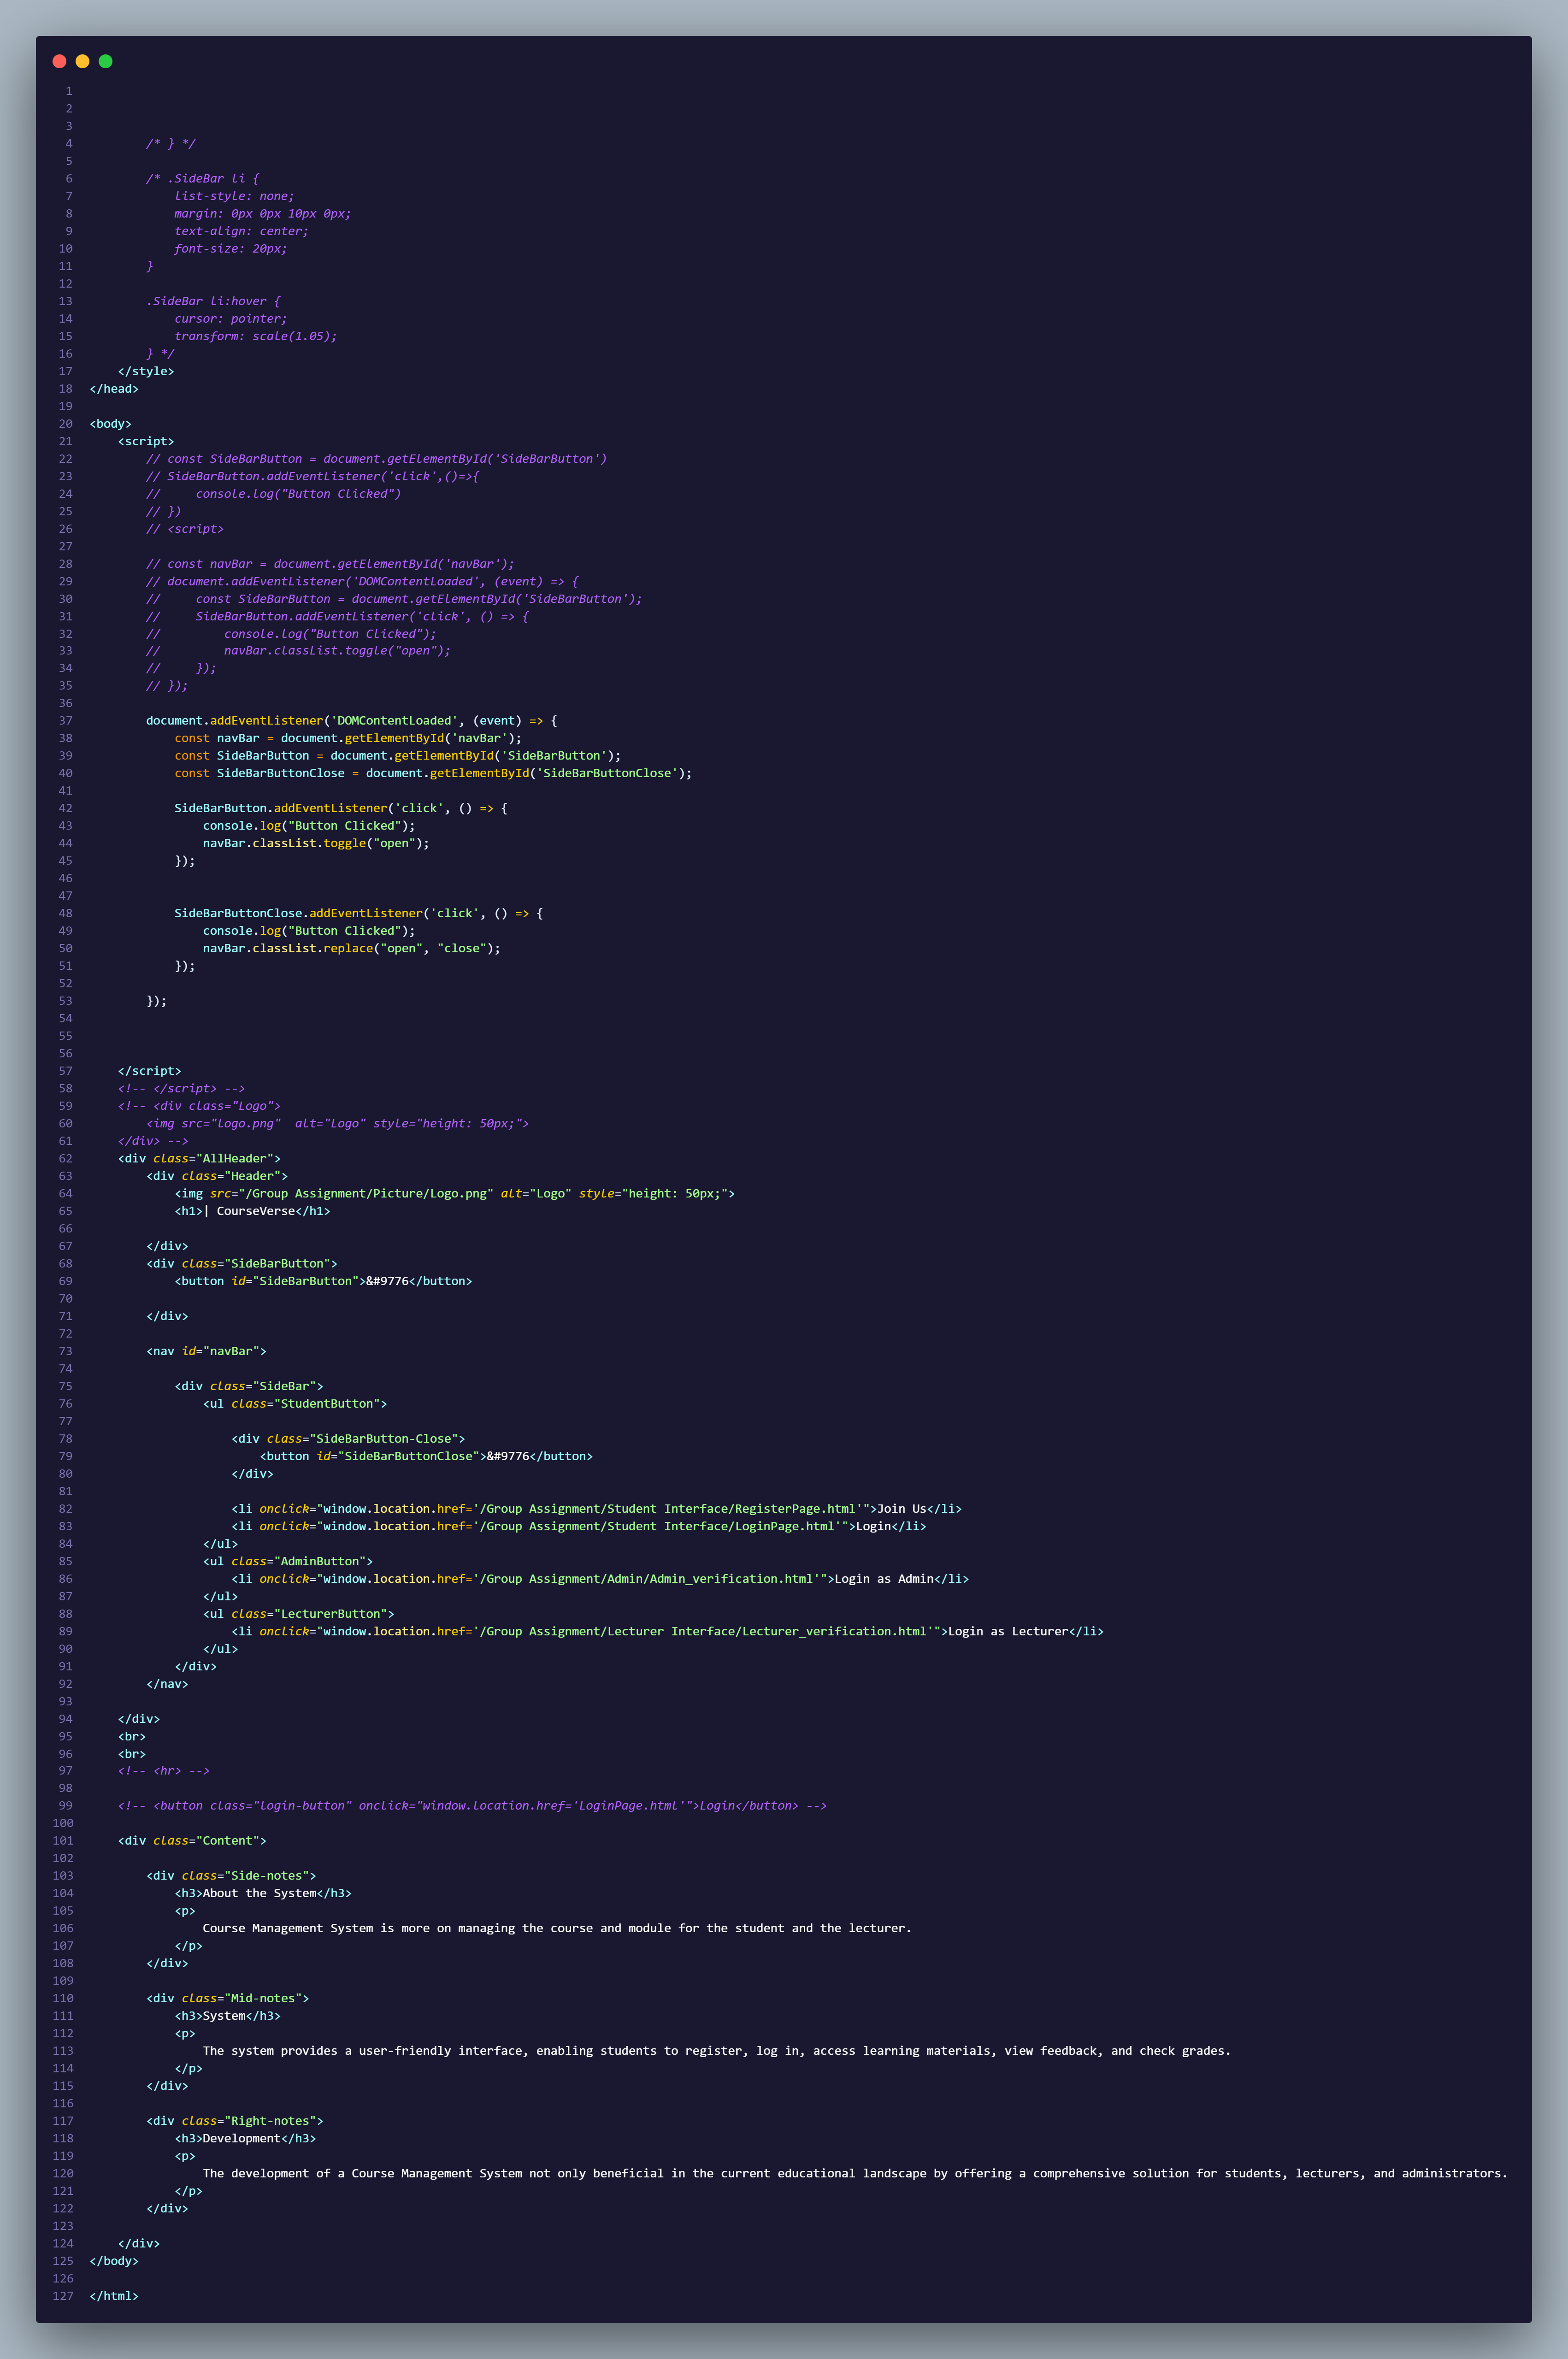 1
2
3
4 /* } */
5
6 /* .SideBar li {
7 list-style: none;
8 margin: 0px 0px 10px 0px;
9 text-align: center;
10 font-size: 20px;
11 }
12
13 .SideBar li:hover {
14 cursor: pointer;
15 transform: scale(1.05);
16 } */
17 </style>
18 </head>
19
20 <body>
21 <script>
22 // const SideBarButton = document.getElementById('SideBarButton')
23 // SideBarButton.addEventListener('click',()=>{
24 // console.log("Button Clicked")
25 // })
26 // <script>
27
28 // const navBar = document.getElementById('navBar');
29 // document.addEventListener('DOMContentLoaded', (event) => {
30 // const SideBarButton = document.getElementById('SideBarButton');
31 // SideBarButton.addEventListener('click', () => {
32 // console.log("Button Clicked");
33 // navBar.classList.toggle("open");
34 // });
35 // });
36
37 document.addEventListener('DOMContentLoaded', (event) => {
38 const navBar = document.getElementById('navBar');
39 const SideBarButton = document.getElementById('SideBarButton');
40 const SideBarButtonClose = document.getElementById('SideBarButtonClose');
41
42 SideBarButton.addEventListener('click', () => {
43 console.log("Button Clicked");
44 navBar.classList.toggle("open");
45 });
46
47
48 SideBarButtonClose.addEventListener('click', () => {
49 console.log("Button Clicked");
50 navBar.classList.replace("open", "close");
51 });
52
53 });
54
55
56
57 </script>
58 <!-- </script> -->
59 <!-- <div class="Logo">
60 <img src="logo.png"  alt="Logo" style="height: 50px;">
61 </div> -->
62 <div class="AllHeader">
63 <div class="Header">
64 <img src="/Group Assignment/Picture/Logo.png" alt="Logo" style="height: 50px;">
65 <h1>| CourseVerse</h1>
66
67 </div>
68 <div class="SideBarButton">
69 <button id="SideBarButton">&#9776</button>
70
71 </div>
72
73 <nav id="navBar">
74
75 <div class="SideBar">
76 <ul class="StudentButton">
77
78 <div class="SideBarButton-Close">
79 <button id="SideBarButtonClose">&#9776</button>
80 </div>
81
82 <li onclick="window.location.href='/Group Assignment/Student Interface/RegisterPage.html'">Join Us</li>
83 <li onclick="window.location.href='/Group Assignment/Student Interface/LoginPage.html'">Login</li>
84 </ul>
85 <ul class="AdminButton">
86 <li onclick="window.location.href='/Group Assignment/Admin/Admin_verification.html'">Login as Admin</li>
87 </ul>
88 <ul class="LecturerButton">
89 <li onclick="window.location.href='/Group Assignment/Lecturer Interface/Lecturer_verification.html'">Login as Lecturer</li>
90 </ul>
91 </div>
92 </nav>
93
94 </div>
95 <br>
96 <br>
97 <!-- <hr> -->
98
99 <!-- <button class="login-button" onclick="window.location.href='LoginPage.html'">Login</button> -->
100
101 <div class="Content">
102
103 <div class="Side-notes">
104 <h3>About the System</h3>
105 <p>
106 Course Management System is more on managing the course and module for the student and the lecturer.
107 </p>
108 </div>
109
110 <div class="Mid-notes">
111 <h3>System</h3>
112 <p>
113 The system provides a user-friendly interface, enabling students to register, log in, access learning materials, view feedback, and check grades.
114 </p>
115 </div>
116
117 <div class="Right-notes">
118 <h3>Development</h3>
119 <p>
120 The development of a Course Management System not only beneficial in the current educational landscape by offering a comprehensive solution for students, lecturers, and administrators.
121 </p>
122 </div>
123
124 </div>
125 </body>
126
127 </html>